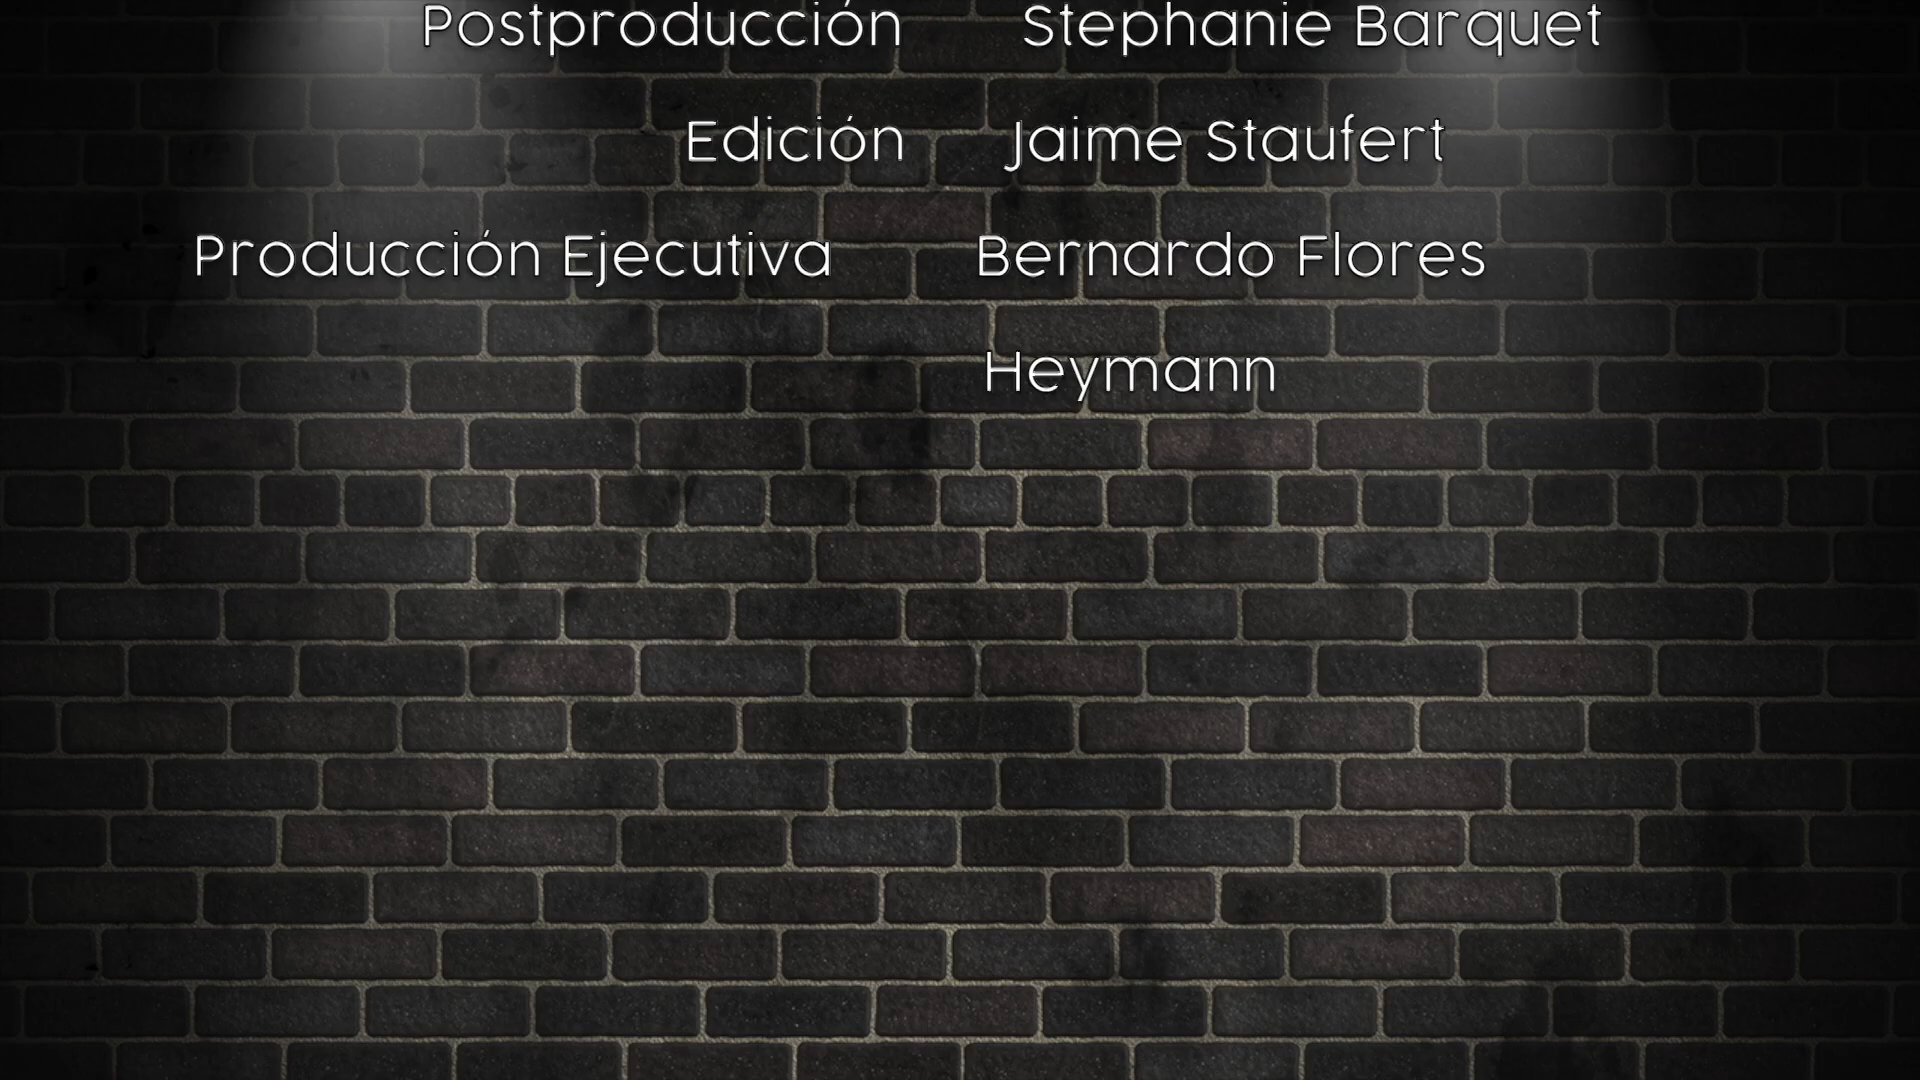 Postproducción Stephanie Barquet
Edición Jaime Staufert
Producción Ejecutiva Bernardo Flores
Heymann